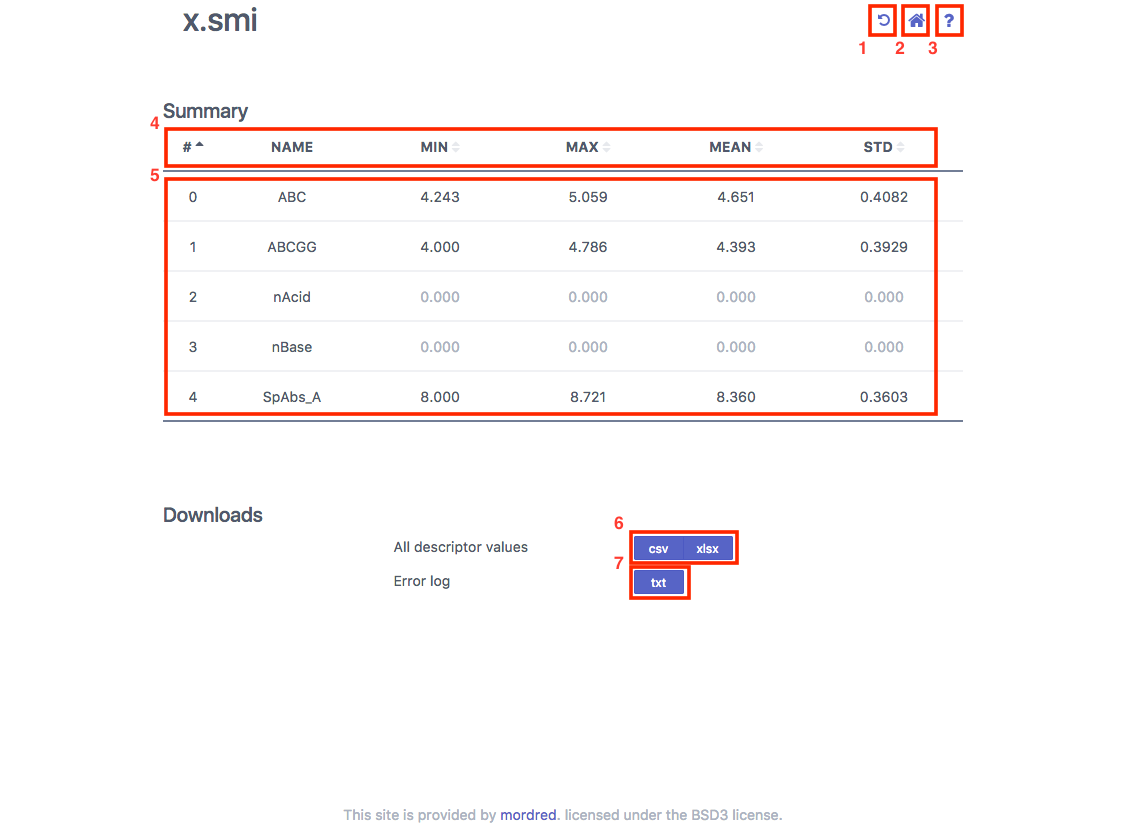 x.smi
?
1 2 3
Summary
4
# NAME MIN MAX MEAN STD
5
0 ABC 4.243 5.059 4.651 0.4082
1 ABCGG 4.000 4.786 4.393 0.3929
2 nAcid 0.000 0.000 0.000 0.000
3 nBase 0.000 0.000 0.000 0.000
4 SpAbs_A 8.000 8.721 8.360 0.3603
Downloads
6
All descriptor values csv xlsx
7
Error log txt
This site is provided by mordred. licensed under the BSD3 license.